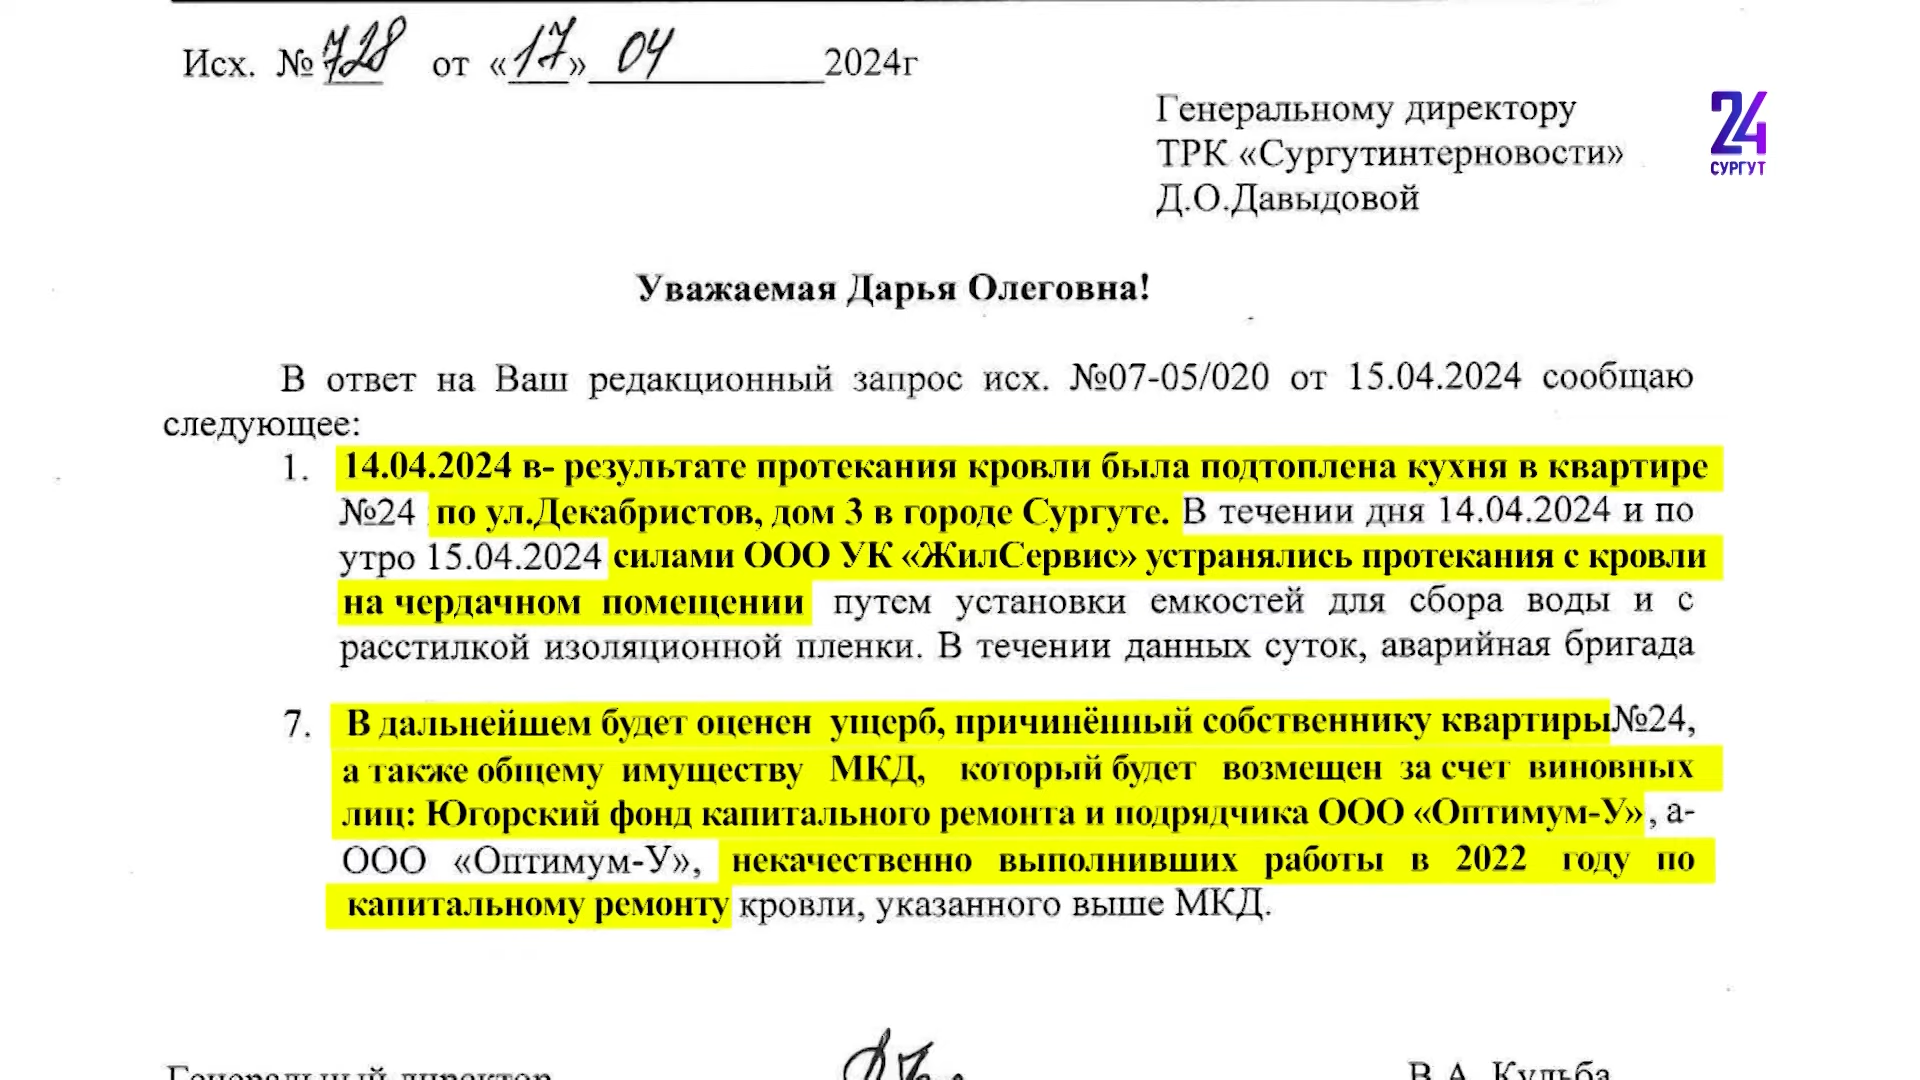 Исх. №728 от «17» 04 2024г
Генеральному директору
ТРК «Сургутинтерновости»
Д.О.Давыдовой
24
СУРГУТ
Уважаемая Дарья Олеговна!
В ответ на Ваш редакционный запрос исх. №07-05/020 от 15.04.2024 сообщаю
следующее:
1. 14.04.2024 в- результате протекания кровли была подтоплена кухня в квартире
№24 по ул.Декабристов, дом 3 в городе Сургуте. В течении дня 14.04.2024 и по
утро 15.04.2024 силами ООО УК «ЖилСервис» устранялись протекания с кровли
на чердачном помещении путем установки емкостей для сбора воды и с
расстилкой изоляционной пленки. В течении данных суток, аварийная бригада
7. В дальнейшем будет оценен ущерб, причинённый собственнику квартиры№24,
а также общему имуществу МКД, который будет возмещен за счет виновных
лиц: Югорский фонд капитального ремонта и подрядчика ООО «Оптимум-У», а-
ООО «Оптимум-У», некачественно выполнивших работы в 2022 году по
капитальному ремонту кровли, указанного выше МКД.
Генеральный директор В.А. Кульба